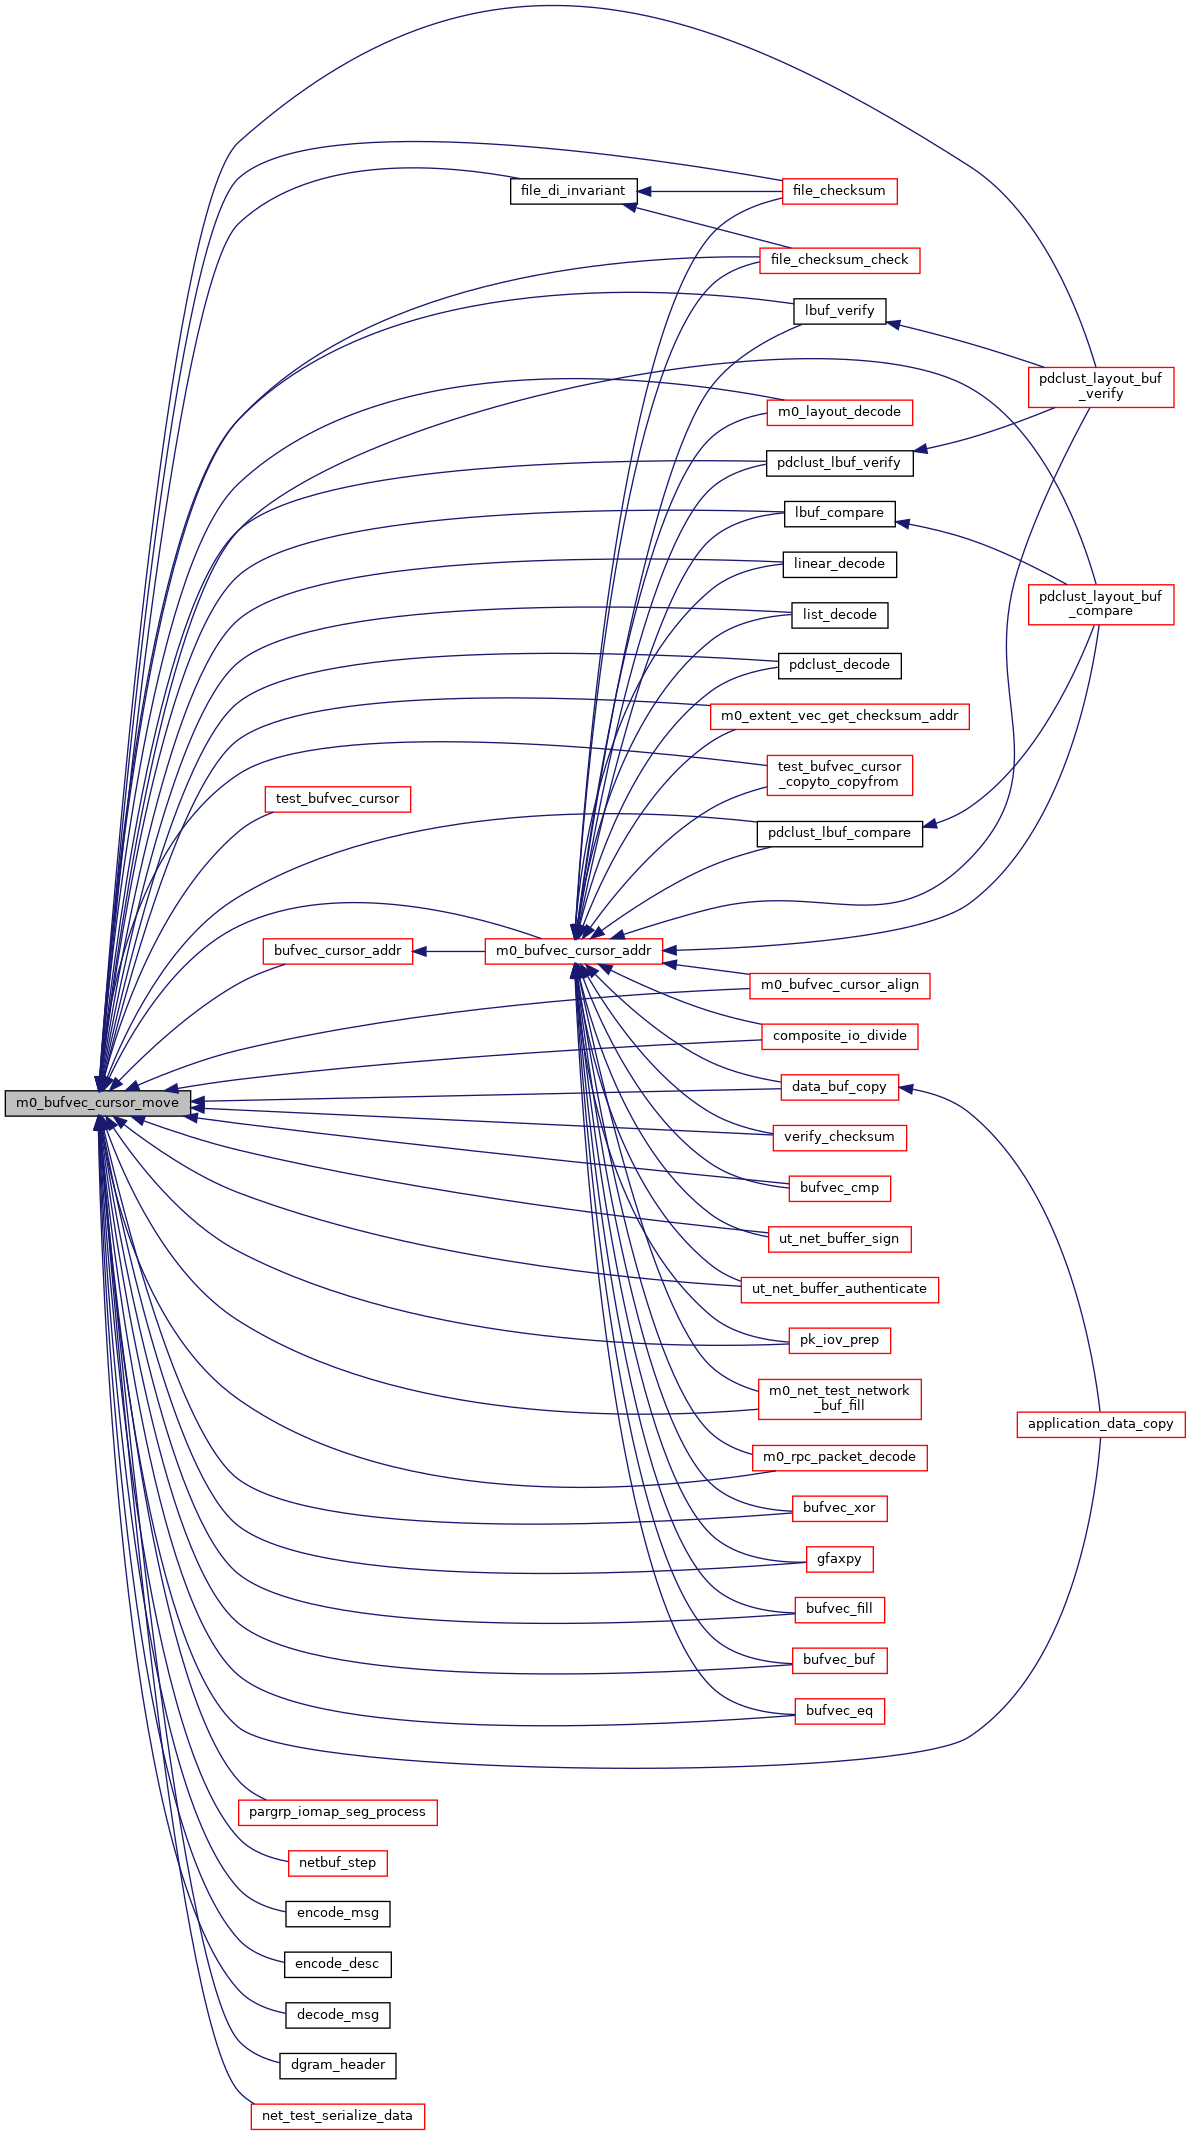 file_di_invariant
file_checksum
file_checksum_check
lbuf_verify
pdclust_layout_buf
_verify
m0_layout_decode
pdclust_lbuf_verify
lbuf_compare
linear_decode
pdclust_layout_buf
_compare
list_decode
pdclust_decode
m0_extent_vec_get_checksum_addr
test_bufvec_cursor
_copyto_copyfrom
test_bufvec_cursor
pdclust_lbuf_compare
bufvec_cursor_addr
m0_bufvec_cursor_addr
m0_bufvec_cursor_align
composite_io_divide
data_buf_copy
m0_bufvec_cursor_move
verify_checksum
bufvec_cmp
ut_net_buffer_sign
ut_net_buffer_authenticate
pk_iov_prep
m0_net_test_network
_buf_fill
application_data_copy
m0_rpc_packet_decode
bufvec_xor
gfaxpy
bufvec_fill
bufvec_buf
bufvec_eq
pargrp_iomap_seg_process
netbuf_step
encode_msg
encode_desc
decode_msg
dgram_header
net_test_serialize_data